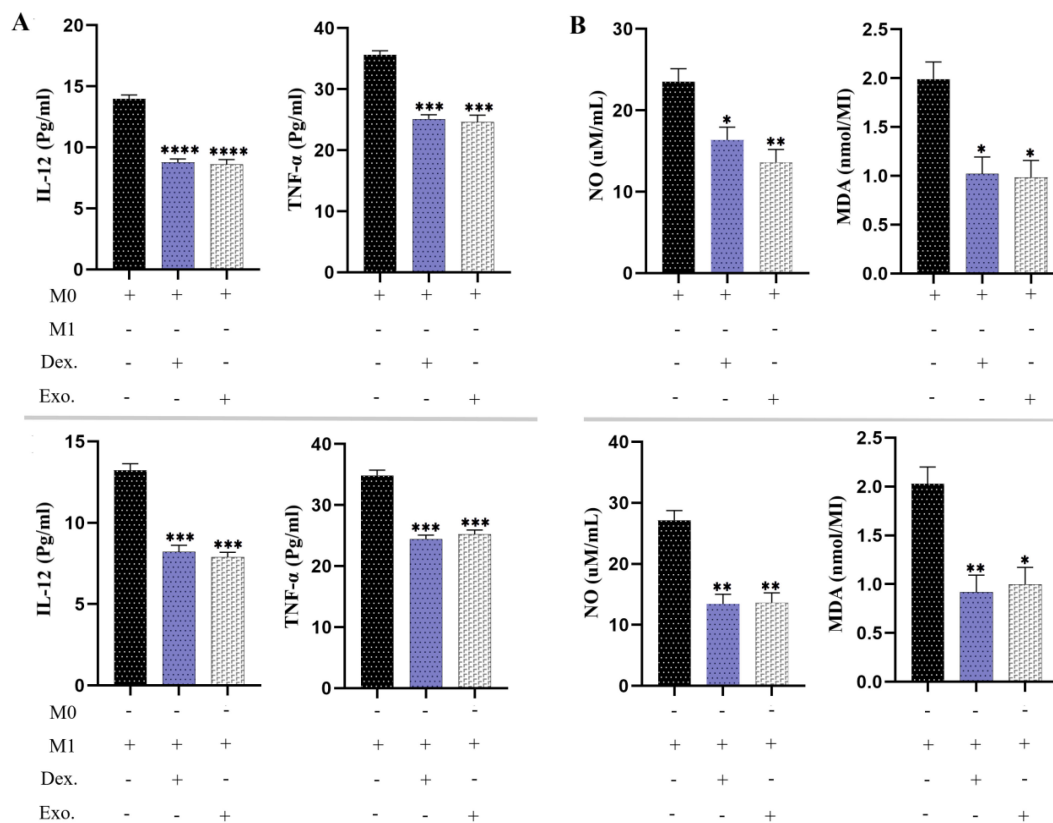 A
B
IL-12 (Pg/ml)
20
15
10
5
0
**** ****
TNF-α (Pg/ml)
40
30
20
10
0
*** ***
NO (uM/mL)
30
20
10
0
* **
MDA (nmol/MI)
2.5
2.0
1.5
1.0
0.5
0.0
* *
M0 + + + + + + + + + + + +
M1 - - - - - - - - - - - -
Dex. - + - - + - - + - - + -
Exo. - - + - - + - - + - - +
IL-12 (Pg/ml)
15
10
5
0
*** ***
TNF-α (Pg/ml)
40
30
20
10
0
*** ***
NO (uM/mL)
40
30
20
10
0
** **
MDA (nmol/MI)
2.5
2.0
1.5
1.0
0.5
0.0
** *
M0 - - - - - - - - - - - -
M1 + + + + + + + + + + + +
Dex. - + - - + - - + - - + -
Exo. - - + - - + - - + - - +